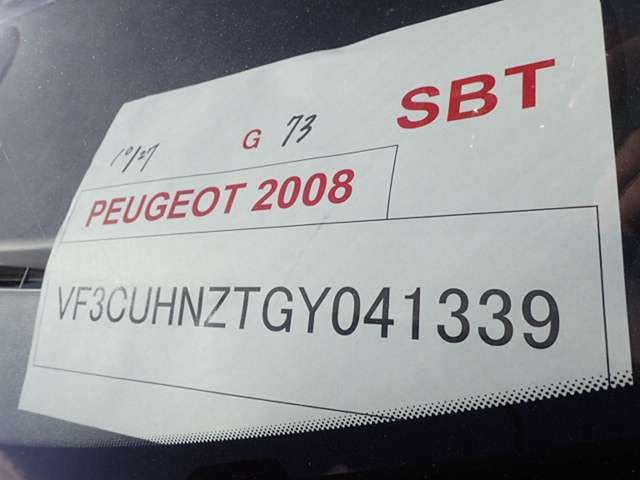 SBT
10/27 G 73
PEUGEOT 2008
VF3CUHNZTGY041339